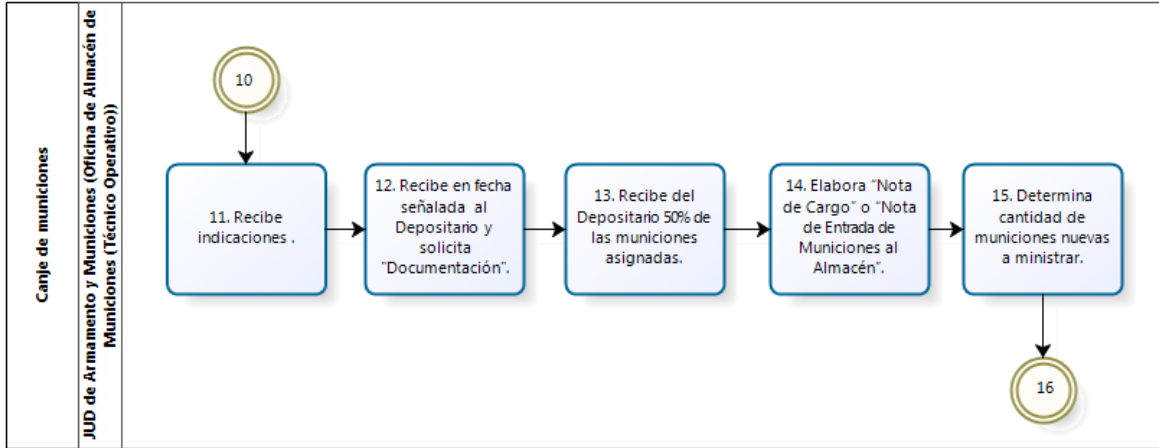 Canje de municiones
JUD de Armamento y Municiones (Oficina de Almacén de
Municiones (Técnico Operativo))
10
11. Recibe
indicaciones .
12. Recibe en fecha
señalada al
Depositario y
solicita
"Documentación".
13. Recibe del
Depositario 50% de
las municiones
asignadas.
14. Elabora "Nota
de Cargo" o "Nota
de Entrada de
Municiones al
Almacén".
15. Determina
cantidad de
municiones nuevas
a ministrar.
16